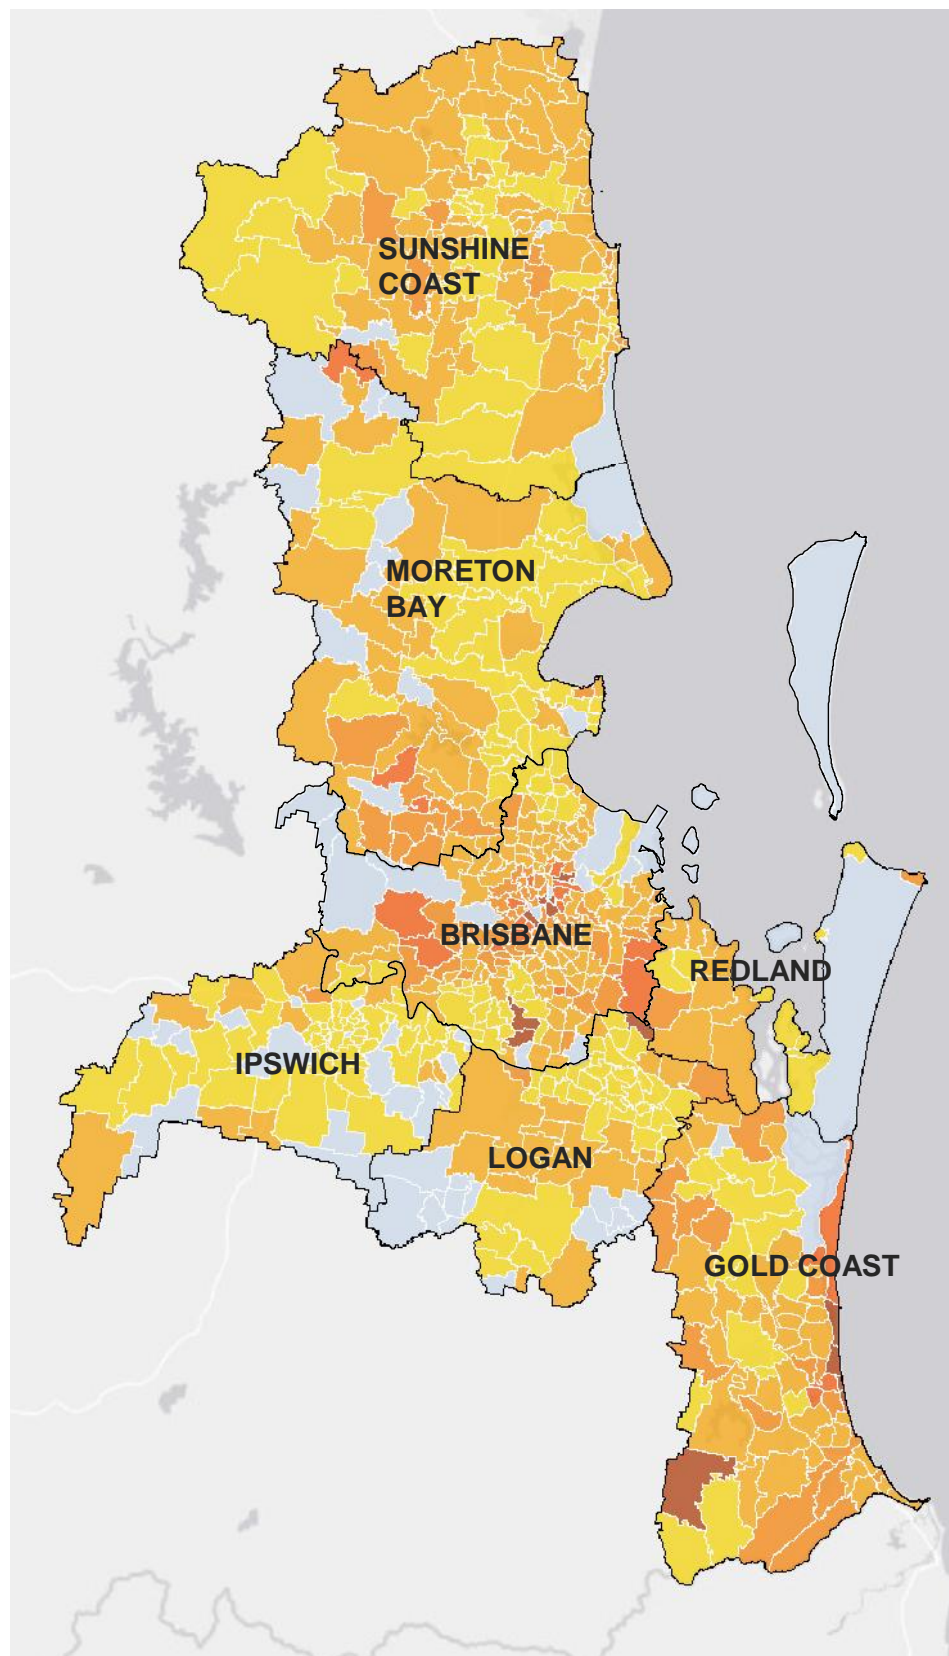 SUNSHINE
COAST
MORETON
BAY
BRISBANE
REDLAND
IPSWICH
LOGAN
GOLD COAST